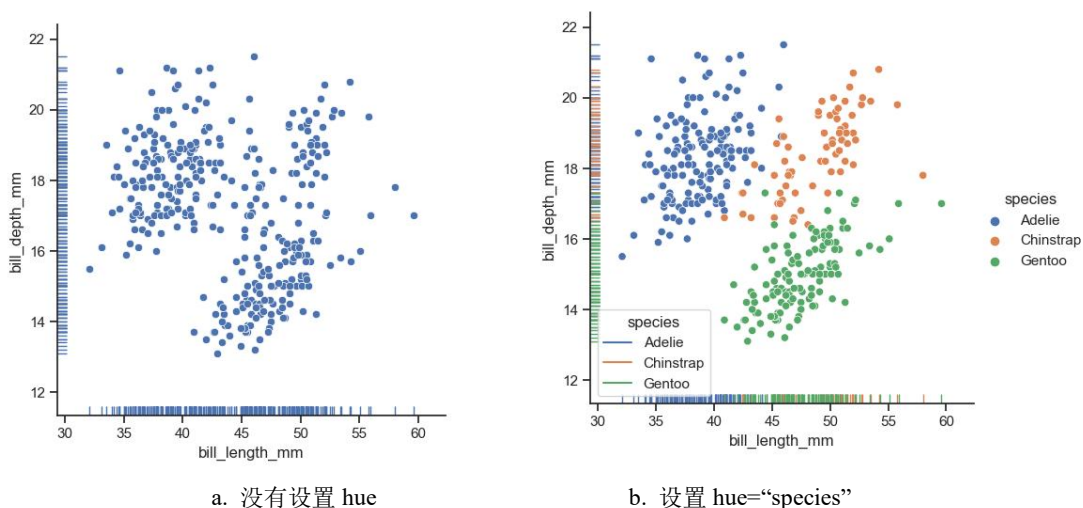 22
20
18
16
14
12
bill_depth_mm
30 35 40 45 50 55 60
bill_length_mm
a. 没有设置 hue
22
20
18
16
14
12
bill_depth_mm
species
Adelie
Chinstrap
Gentoo
30 35 40 45 50 55 60
bill_length_mm
species
Adelie
Chinstrap
Gentoo
b. 设置 hue=“species”